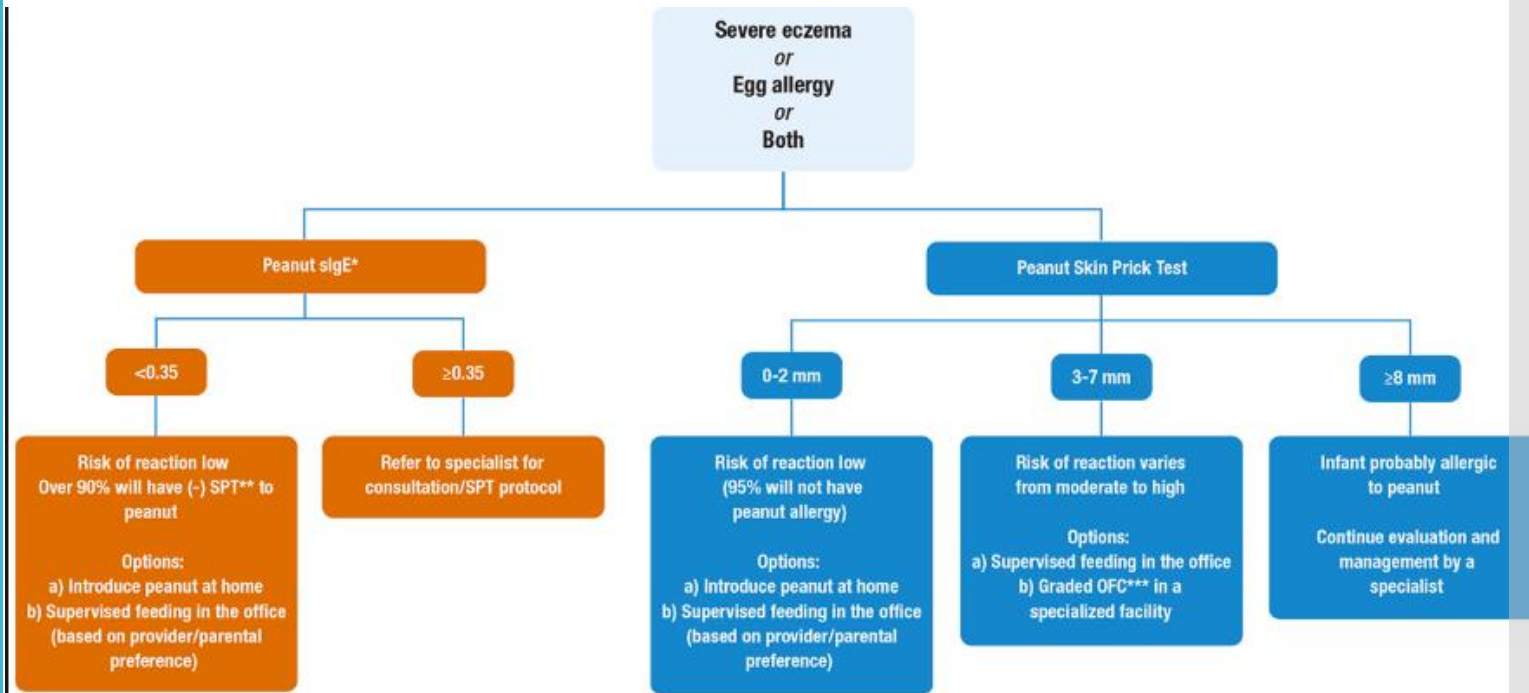 Severe eczema
or
Egg allergy
or
Both
Peanut sIgE*
Peanut Skin Prick Test
<0.35
≥0.35
0-2 mm
3-7 mm
≥8 mm
Risk of reaction low
Over 90% will have (-) SPT** to
peanut
Options:
a) Introduce peanut at home
b) Supervised feeding in the office
(based on provider/parental
preference)
Refer to specialist for
consultation/SPT protocol
Risk of reaction low
(95% will not have
peanut allergy)
Options:
a) Introduce peanut at home
b) Supervised feeding in the office
(based on provider/parental
preference)
Risk of reaction varies
from moderate to high
Options:
a) Supervised feeding in the office
b) Graded OFC*** in a
specialized facility
Infant probably allergic
to peanut
Continue evaluation and
management by a
specialist